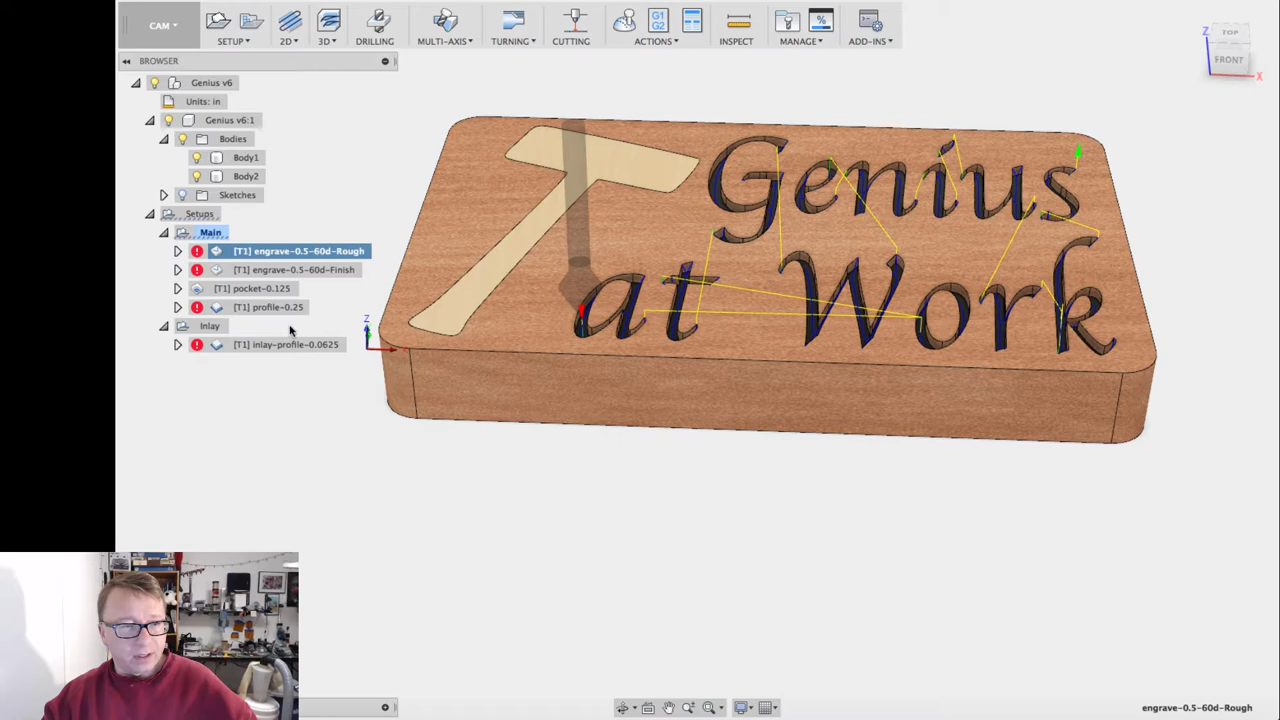 CAM
SETUP
2D
3D
DRILLING
MULTI-AXIS
TURNING
CUTTING
G1
G2
ACTIONS
INSPECT
MANAGE
ADD-INS
BROWSER
Genius v6
Units: in
Genius v6:1
Bodies
Body1
Body2
Sketches
Setups
Main
[T1] engrave-0.5-60d-Rough
[T1] engrave-0.5-60d-Finish
[T1] pocket-0.125
[T1] profile-0.25
Inlay
[T1] inlay-profile-0.0625
Genius
at Work
Z
Z
TOP
FRONT
X
engrave-0.5-60d-Rough